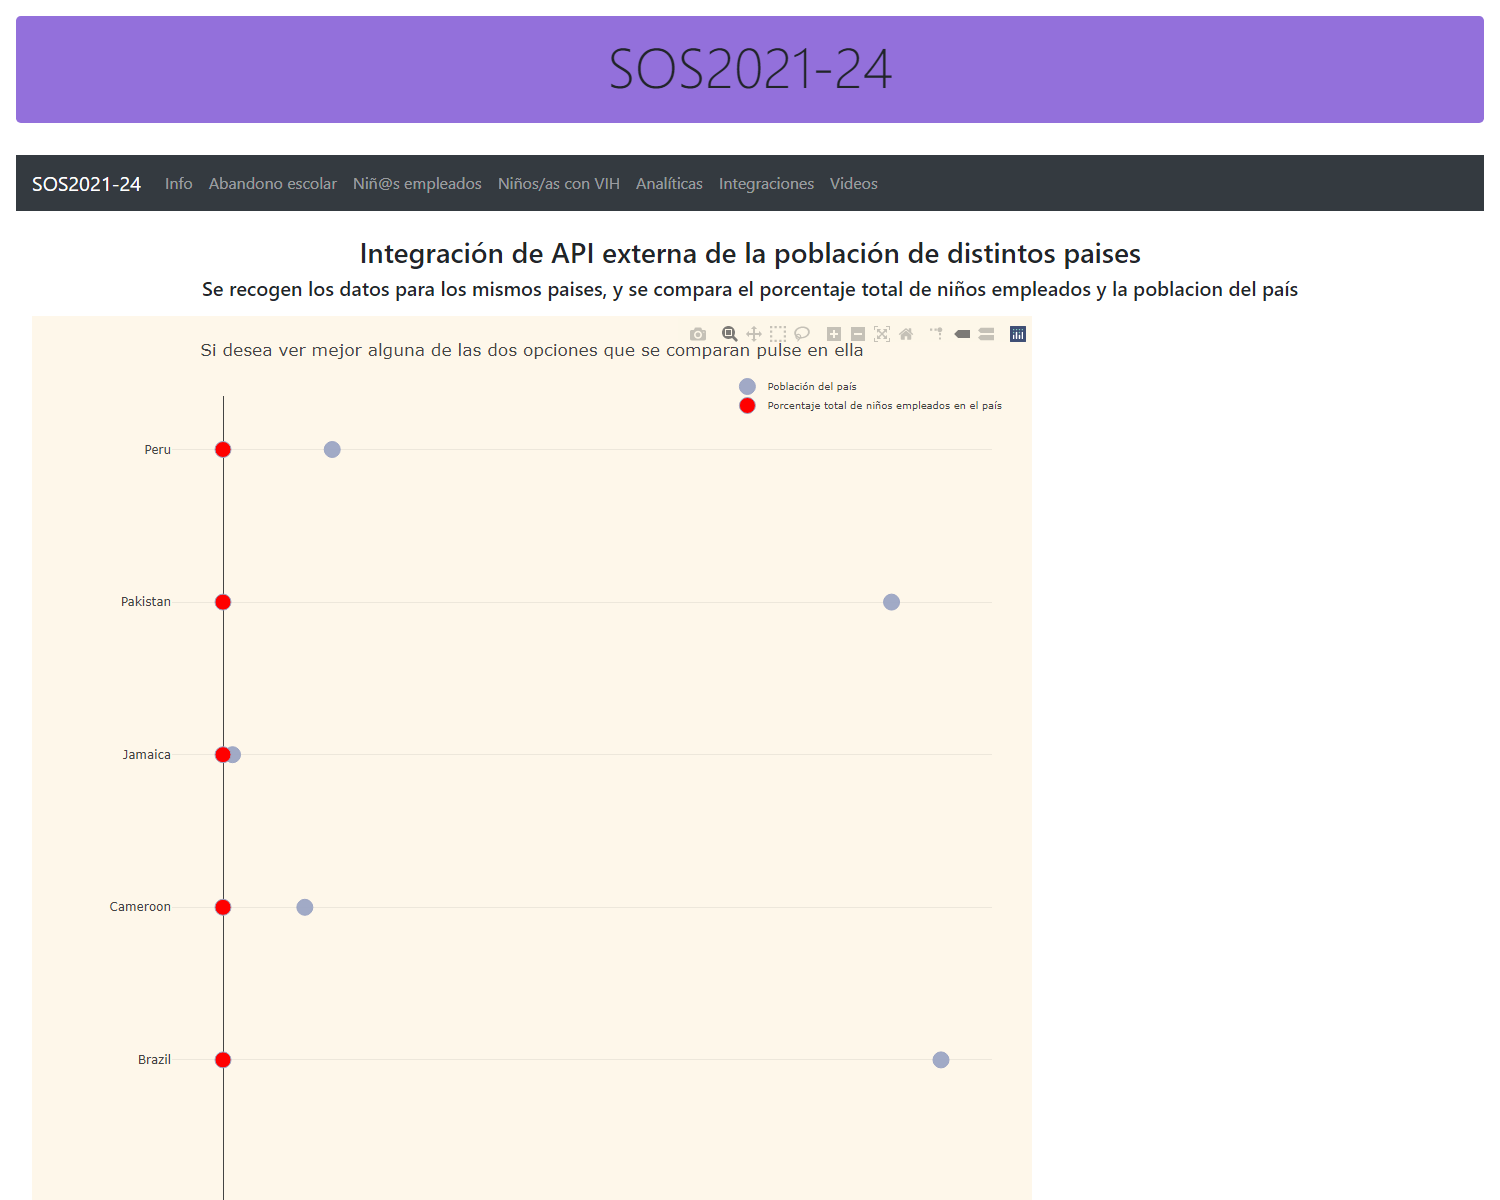 SOS2021-24
SOS2021-24 Info Abandono escolar Niñ@s empleados Niños/as con VIH Analíticas Integraciones Videos
Integración de API externa de la población de distintos paises
Se recogen los datos para los mismos paises, y se compara el porcentaje total de niños empleados y la poblacion del país
Si desea ver mejor alguna de las dos opciones que se comparan pulse en ella
Población del país
Porcentaje total de niños empleados en el país
Peru
Pakistan
Jamaica
Cameroon
Brazil